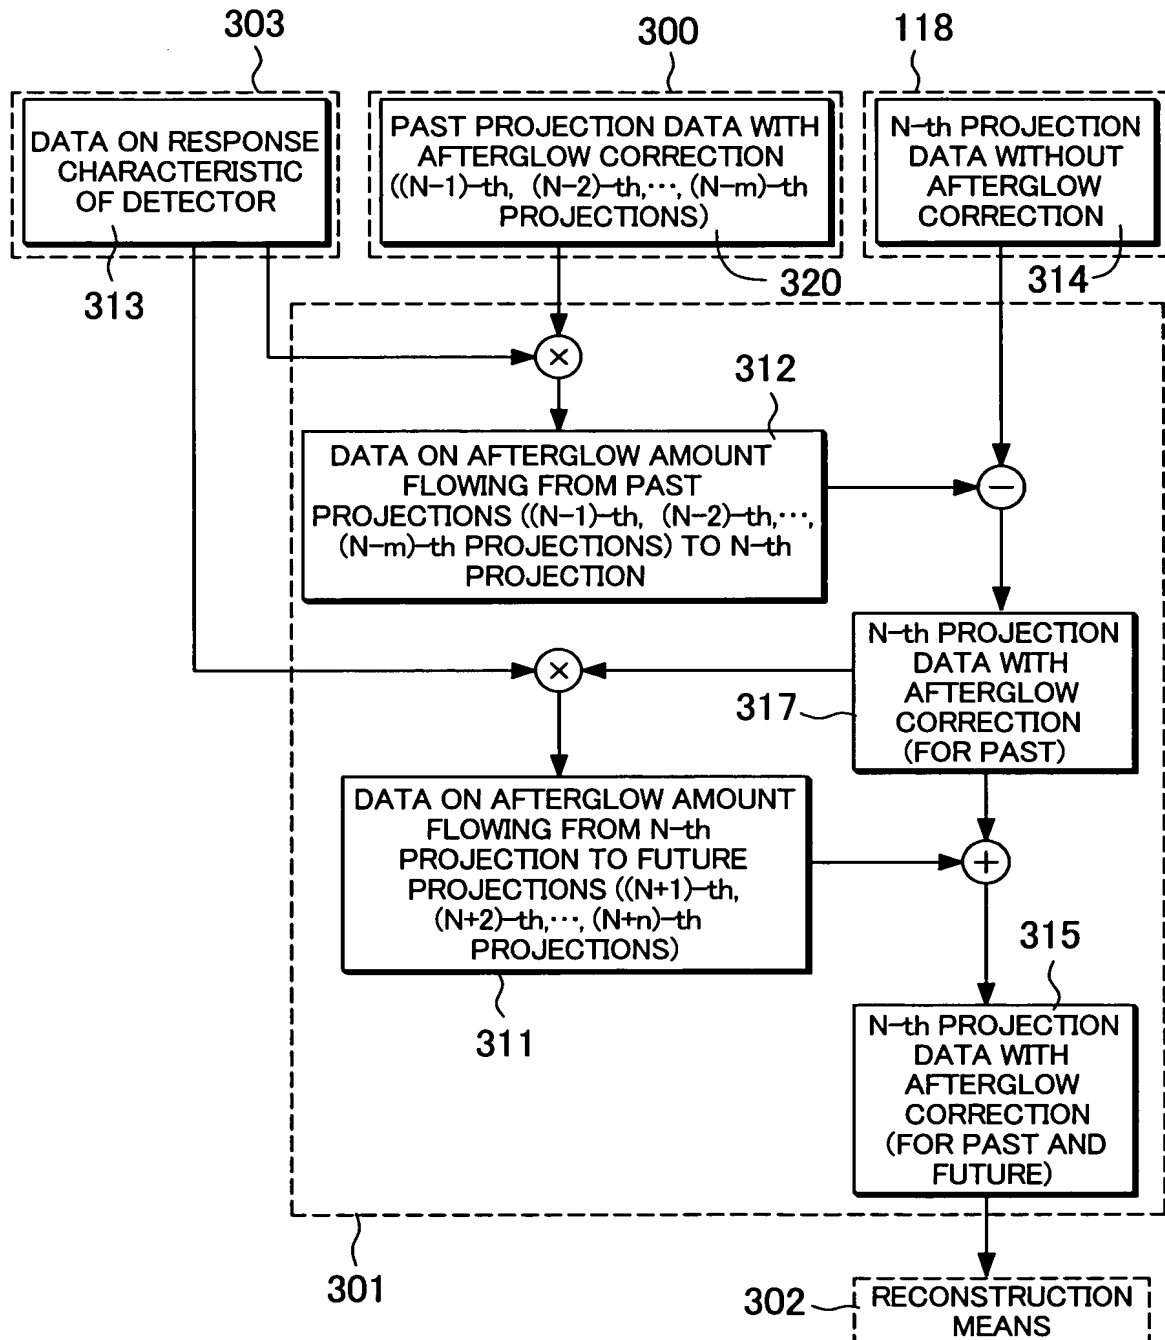 303
300
118
DATA ON RESPONSE
CHARACTERISTIC
OF DETECTOR
PAST PROJECTION DATA WITH
AFTERGLOW CORRECTION
((N-1)-th, (N-2)-th,···, (N-m)-th
PROJECTIONS)
N-th PROJECTION
DATA WITHOUT
AFTERGLOW
CORRECTION
313
320
314
×
312
DATA ON AFTERGLOW AMOUNT
FLOWING FROM PAST
PROJECTIONS ((N-1)-th, (N-2)-th,···,
(N-m)-th PROJECTIONS) TO N-th
PROJECTION
−
×
N-th PROJECTION
DATA WITH
AFTERGLOW
CORRECTION
(FOR PAST)
317
DATA ON AFTERGLOW AMOUNT
FLOWING FROM N-th
PROJECTION TO FUTURE
PROJECTIONS ((N+1)-th,
(N+2)-th,···, (N+n)-th
PROJECTIONS)
+
311
315
N-th PROJECTION
DATA WITH
AFTERGLOW
CORRECTION
(FOR PAST AND
FUTURE)
301
302
RECONSTRUCTION
MEANS